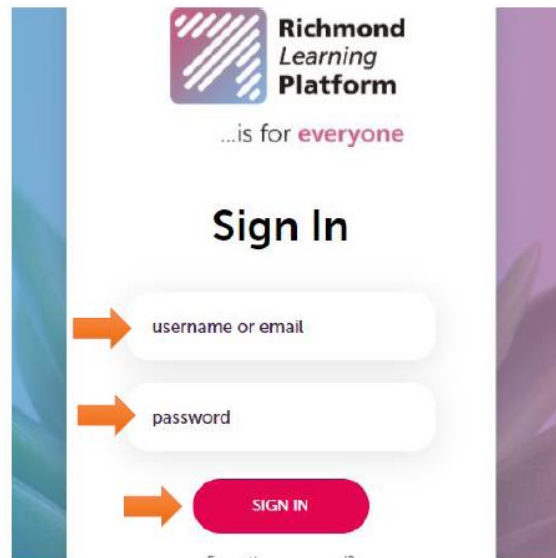 Richmond
Learning
Platform
...is for everyone
Sign In
username or email
password
SIGN IN